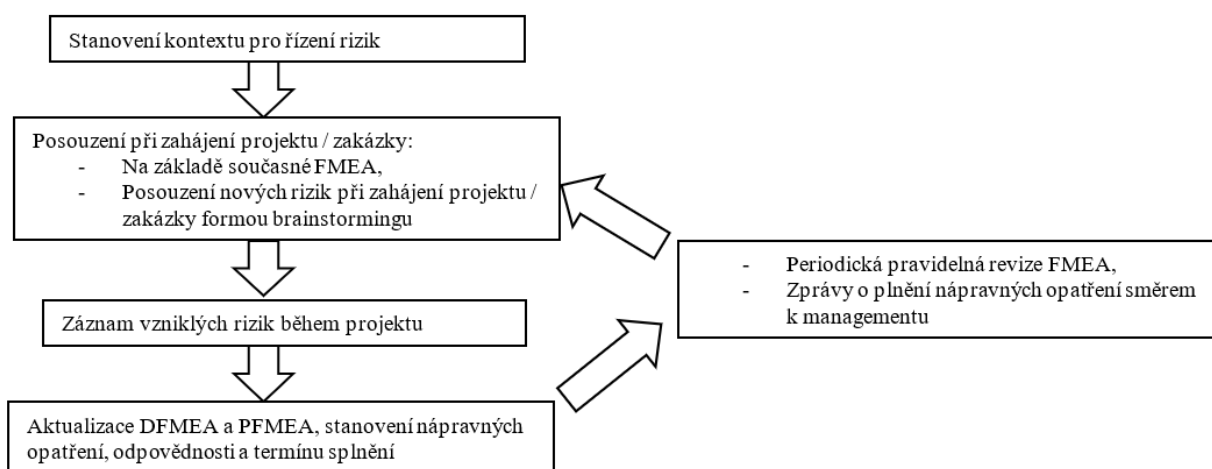 Stanovení kontextu pro řízení rizik
Posouzení při zahájení projektu / zakázky:
- Na základě současné FMEA,
- Posouzení nových rizik při zahájení projektu /
zakázky formou brainstormingu
Záznam vzniklých rizik během projektu
Aktualizace DFMEA a PFMEA, stanovení nápravných
opatření, odpovědnosti a termínu splnění
- Periodická pravidelná revize FMEA,
- Zprávy o plnění nápravných opatření směrem
k managementu